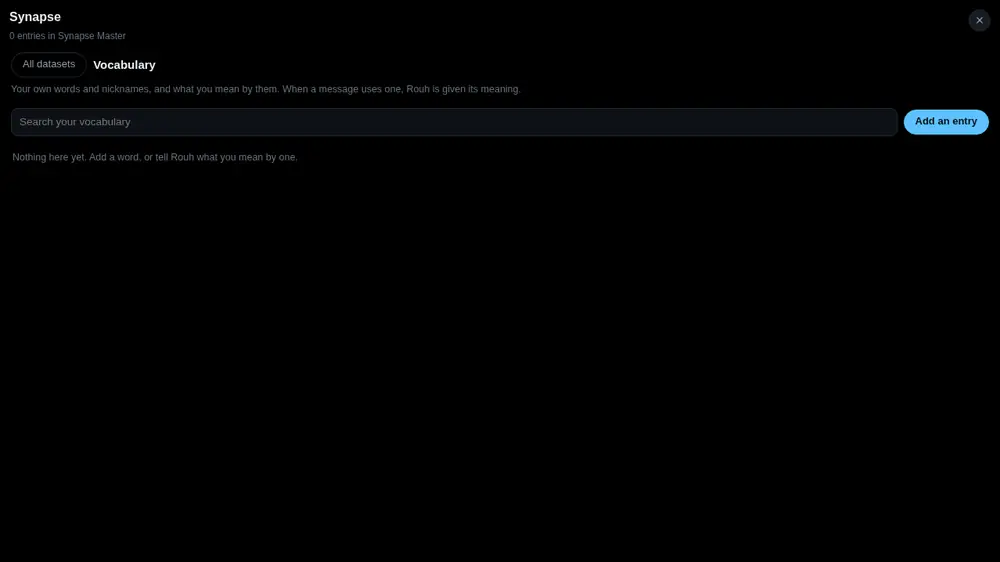 Synapse
0 entries in Synapse Master
×
All datasets
Vocabulary
Your own words and nicknames, and what you mean by them. When a message uses one, Rouh is given its meaning.
Search your vocabulary
Add an entry
Nothing here yet. Add a word, or tell Rouh what you mean by one.